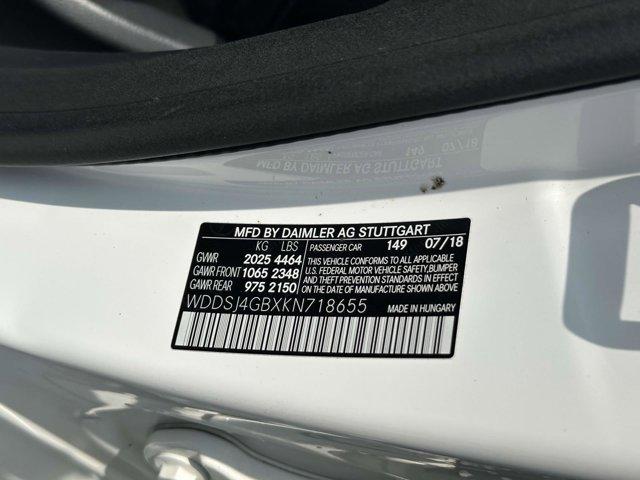 MFD BY DAIMLER AG STUTTGART
KG LBS PASSENGER CAR 149 07/18
GVWR 2025 4464 THIS VEHICLE CONFORMS TO ALL APPLICABLE
GAWR FRONT 1065 2348 U.S. FEDERAL MOTOR VEHICLE SAFETY,BUMPER
GAWR REAR 975 2150 AND THEFT PREVENTION STANDARDS IN EFFECT
ON THE DATE OF MANUFACTURE SHOWN ABOVE
WDDSJ4GBXKN718655 MADE IN HUNGARY